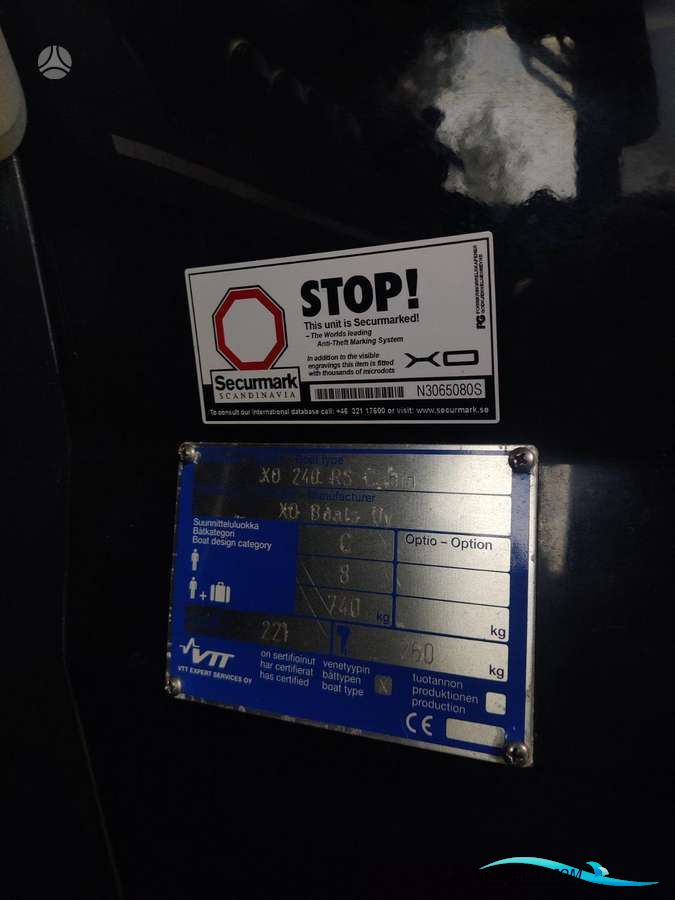 STOP!
This unit is Securmarked!
– The Worlds leading
Anti-Theft Marking System
In addition to the visible
engravings this item is fitted
with thousands of microdots
XO
Securmark
SCANDINAVIA
N3065080S
To consult our International database call: +46 321 17600 or visit: www.securmark.se
Boat type
XO 240 RS
Manufacturer
XO Boats Oy
Suunnitteluluokka
Båtkategori
Boat design category
C
Optio – Option
8
+
740 kg
kg
221
260
kg
VTT
VTT EXPERT SERVICES OY
on sertifioinut
har certifierat
has certified
venetyypin
båttypen
boat type
X
tuotannon
produktionen
production
CE